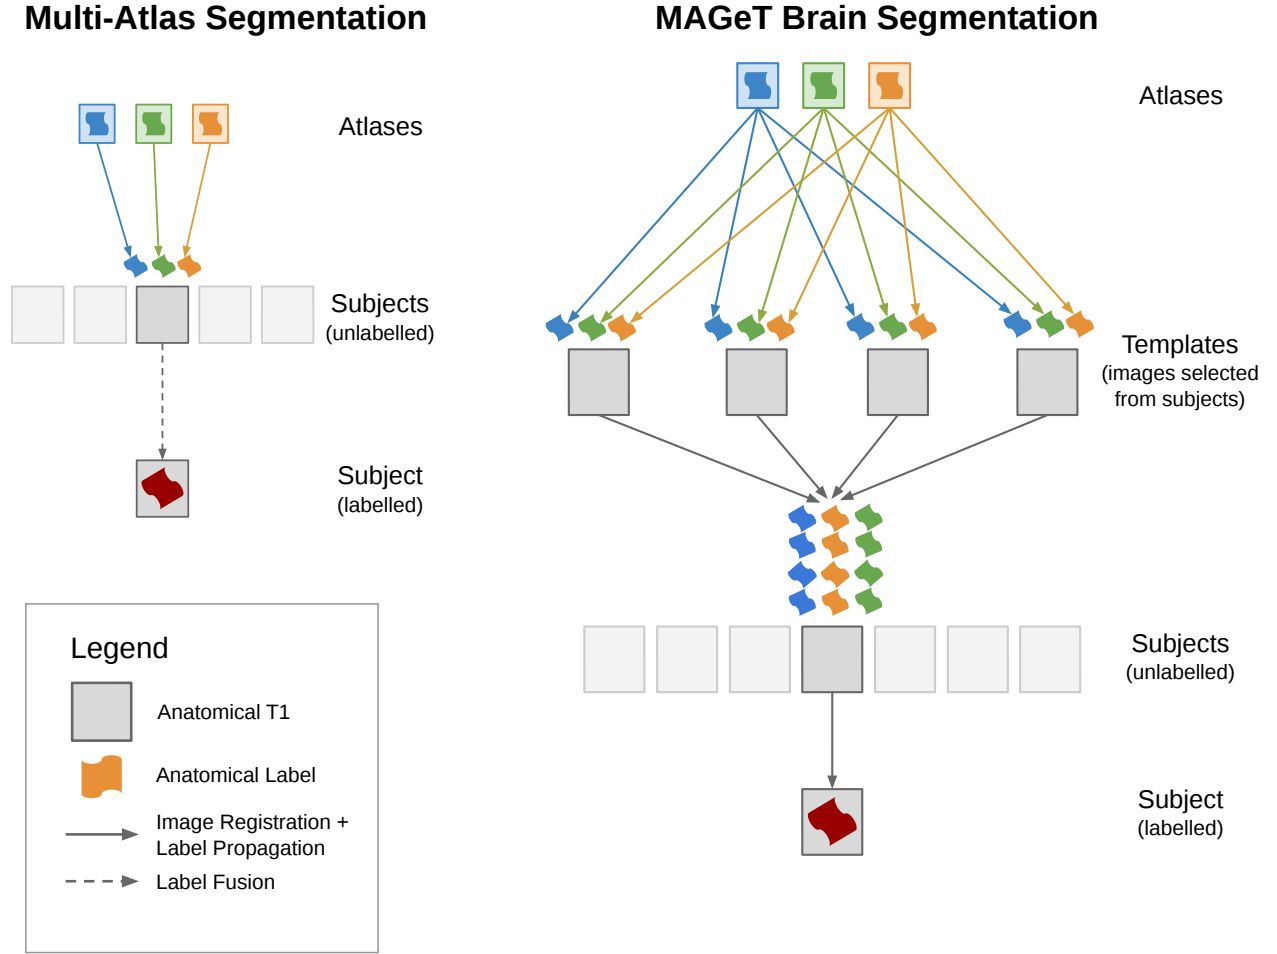 Multi-Atlas Segmentation
Atlases
Subjects
(unlabelled)
Subject
(labelled)
Legend
Anatomical T1
Anatomical Label
Image Registration +
Label Propagation
Label Fusion
MAGeT Brain Segmentation
Atlases
Templates
(images selected
from subjects)
Subjects
(unlabelled)
Subject
(labelled)